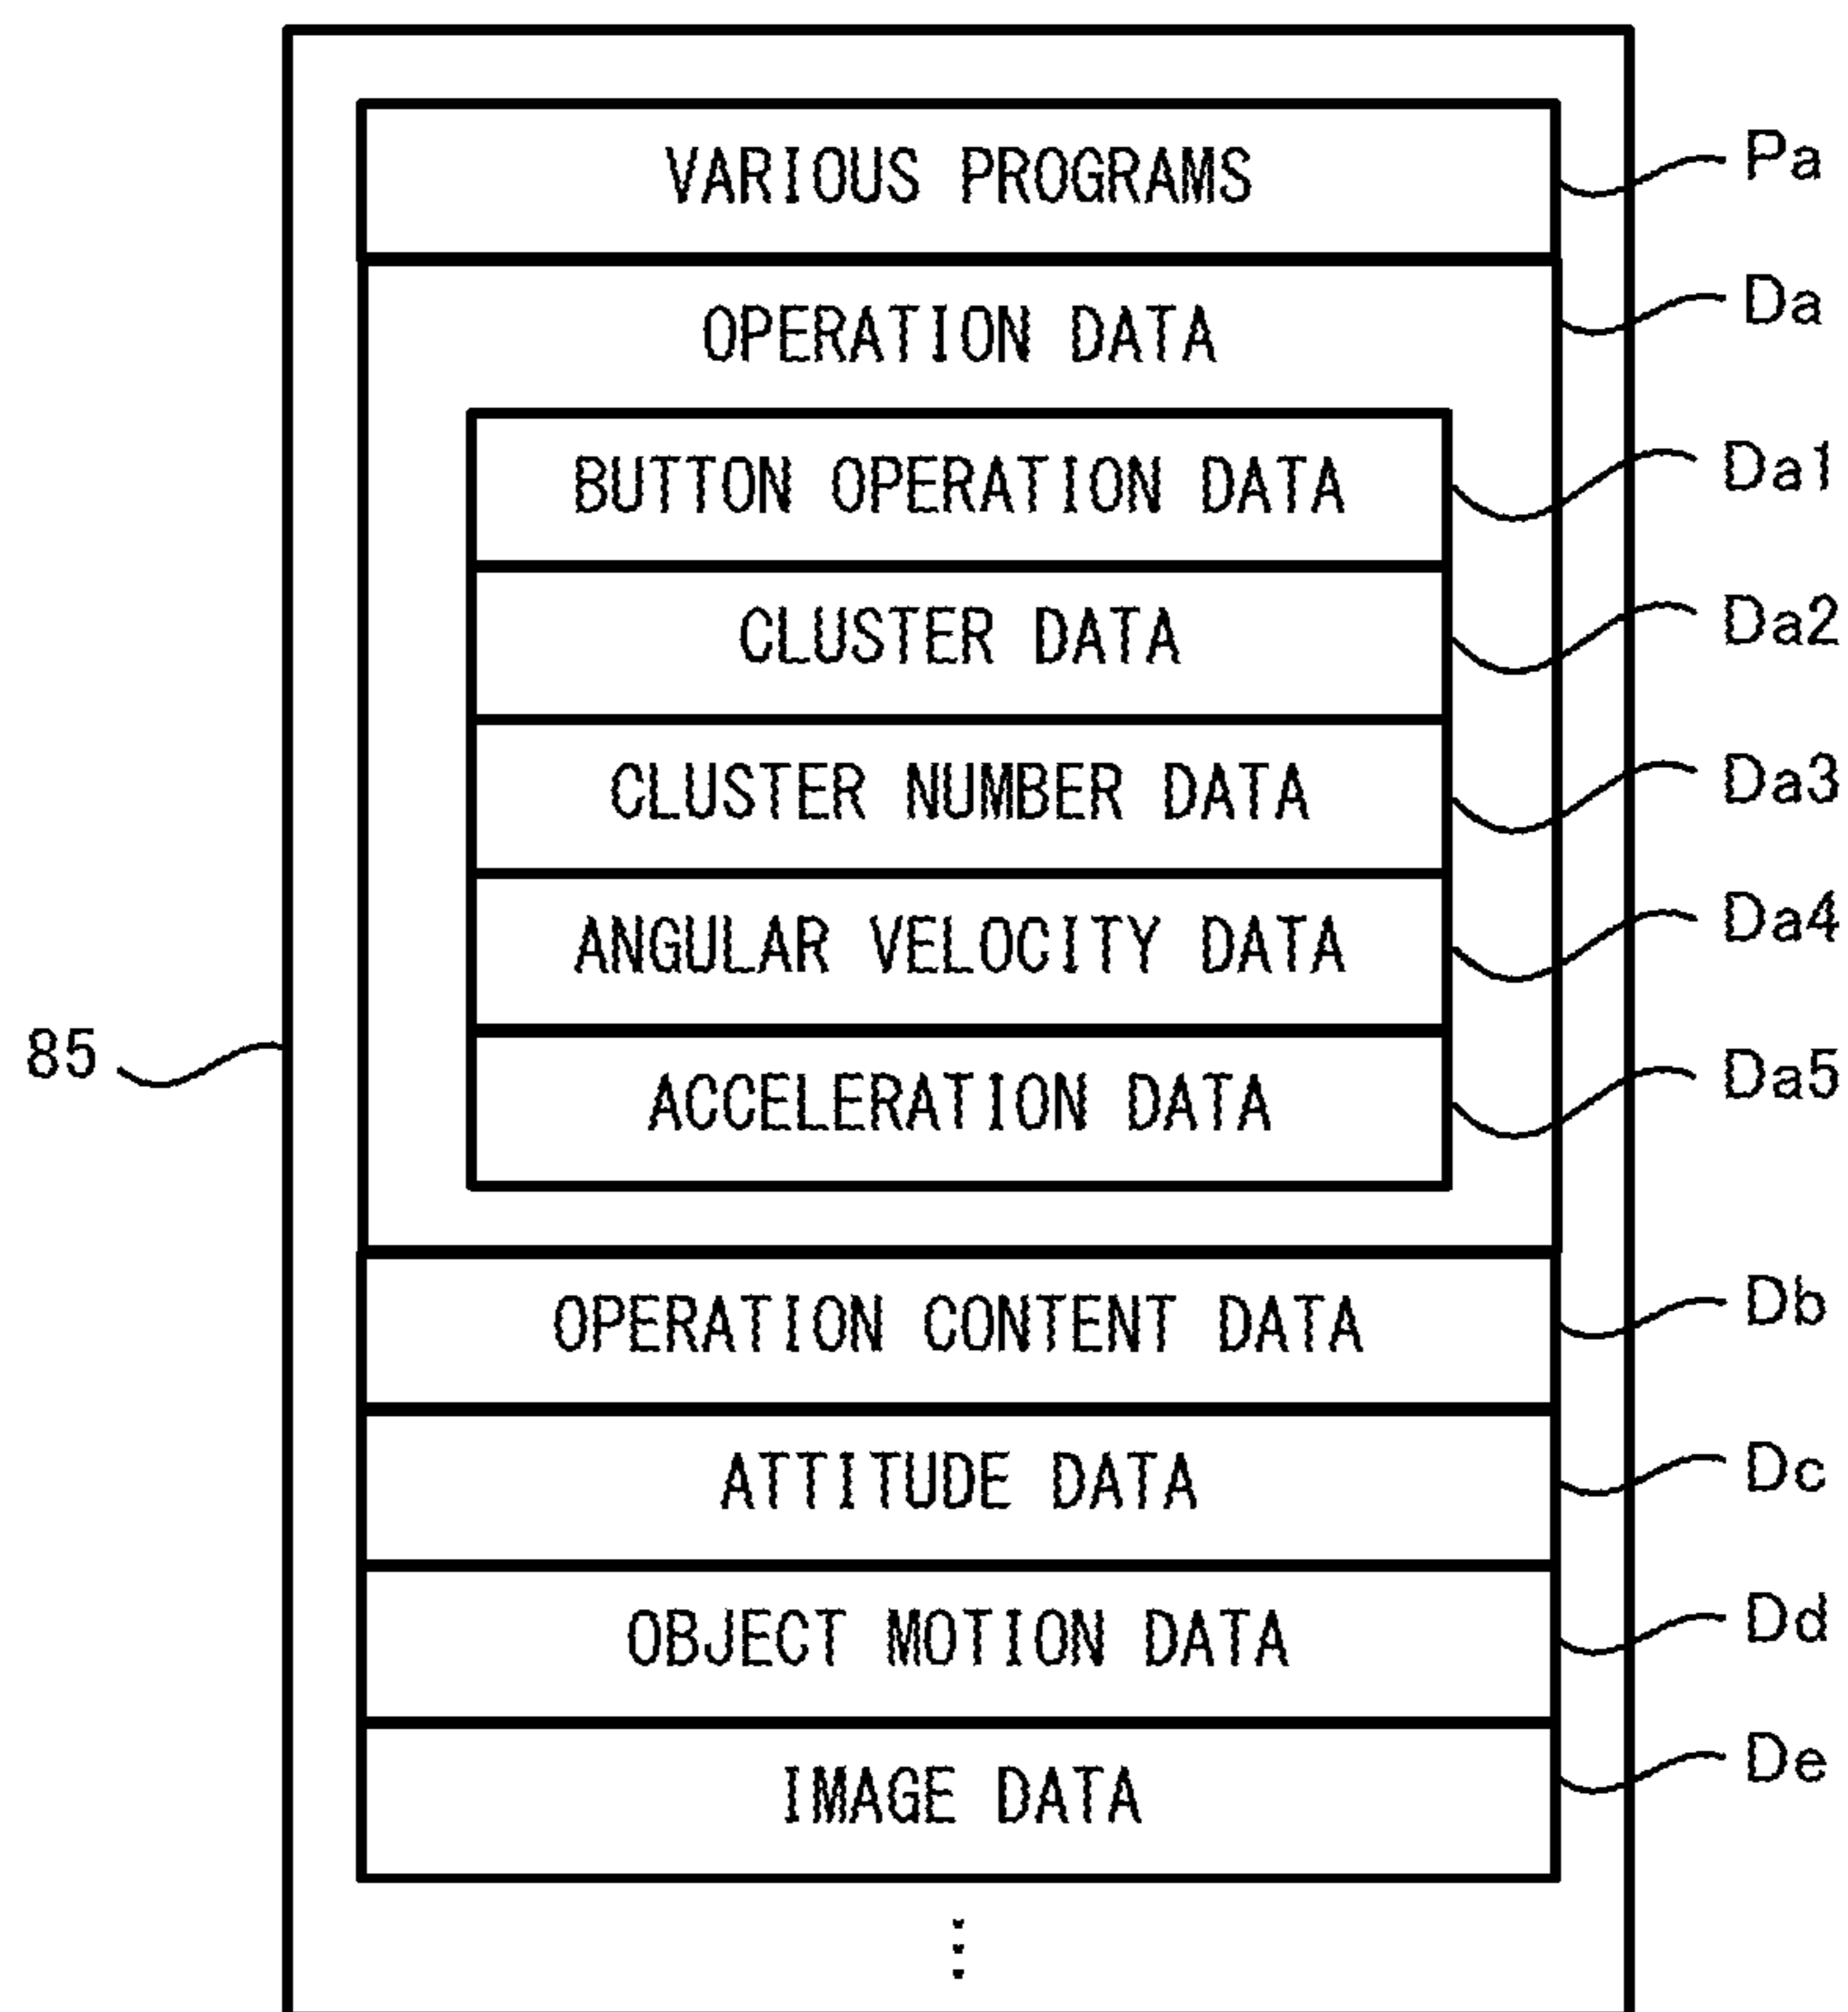 VARIOUS PROGRAMS Pa
OPERATION DATA Da
BUTTON OPERATION DATA Da1
CLUSTER DATA Da2
CLUSTER NUMBER DATA Da3
ANGULAR VELOCITY DATA Da4
85
ACCELERATION DATA Da5
OPERATION CONTENT DATA Db
ATTITUDE DATA Dc
OBJECT MOTION DATA Dd
IMAGE DATA De